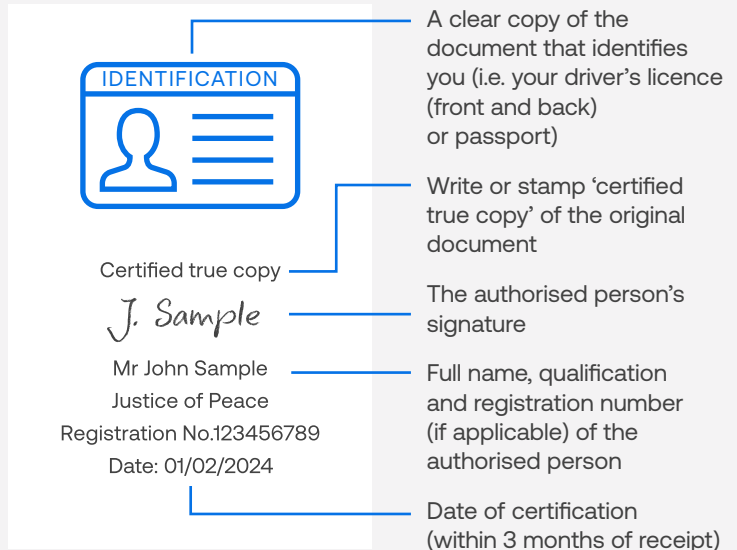 IDENTIFICATION
Certified true copy
J. Sample
Mr John Sample
Justice of Peace
Registration No.123456789
Date: 01/02/2024
A clear copy of the
document that identifies
you (i.e. your driver’s licence
(front and back)
or passport)
Write or stamp ‘certified
true copy’ of the original
document
The authorised person’s
signature
Full name, qualification
and registration number
(if applicable) of the
authorised person
Date of certification
(within 3 months of receipt)